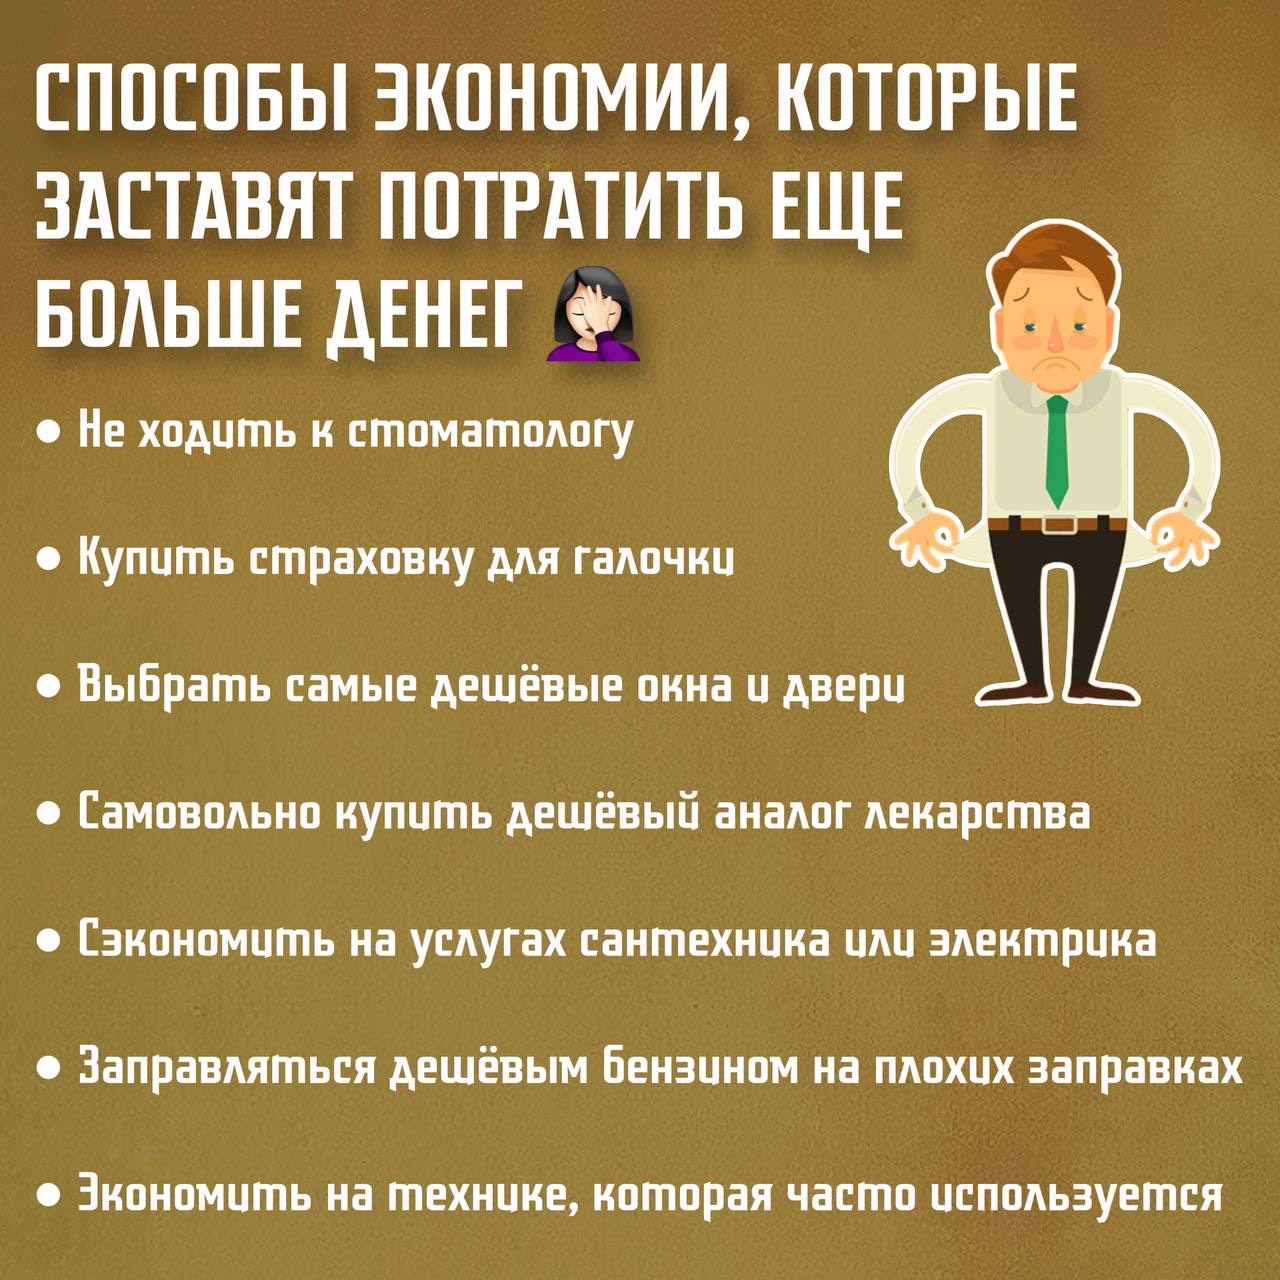 СПОСОБЫ ЭКОНОМИИ, КОТОРЫЕ
ЗАСТАВЯТ ПОТРАТИТЬ ЕЩЕ
БОЛЬШЕ ДЕНЕГ 🤦🏻‍♀️
• Не ходить к стоматологу
• Купить страховку для галочки
• Выбрать самые дешёвые окна и двери
• Самовольно купить дешёвый аналог лекарства
• Сэкономить на услугах сантехника или электрика
• Заправляться дешёвым бензином на плохих заправках
• Экономить на технике, которая часто используется